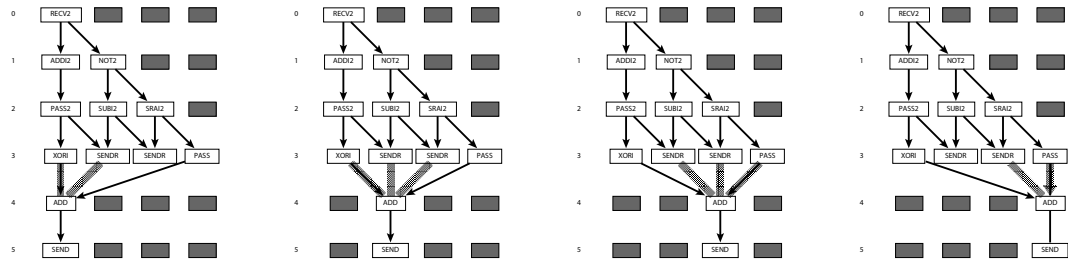 0 RECV2 0 RECV2 0 RECV2 0 RECV2
1 ADDI2 NOT2 1 ADDI2 NOT2 1 ADDI2 NOT2 1 ADDI2 NOT2
2 PASS2 SUBI2 SRAI2 2 PASS2 SUBI2 SRAI2 2 PASS2 SUBI2 SRAI2 2 PASS2 SUBI2 SRAI2
3 XORI SENDR SENDR PASS 3 XORI SENDR SENDR PASS 3 XORI SENDR SENDR PASS 3 XORI SENDR SENDR PASS
4 ADD 4 ADD 4 ADD 4 ADD
5 SEND 5 SEND 5 SEND 5 SEND